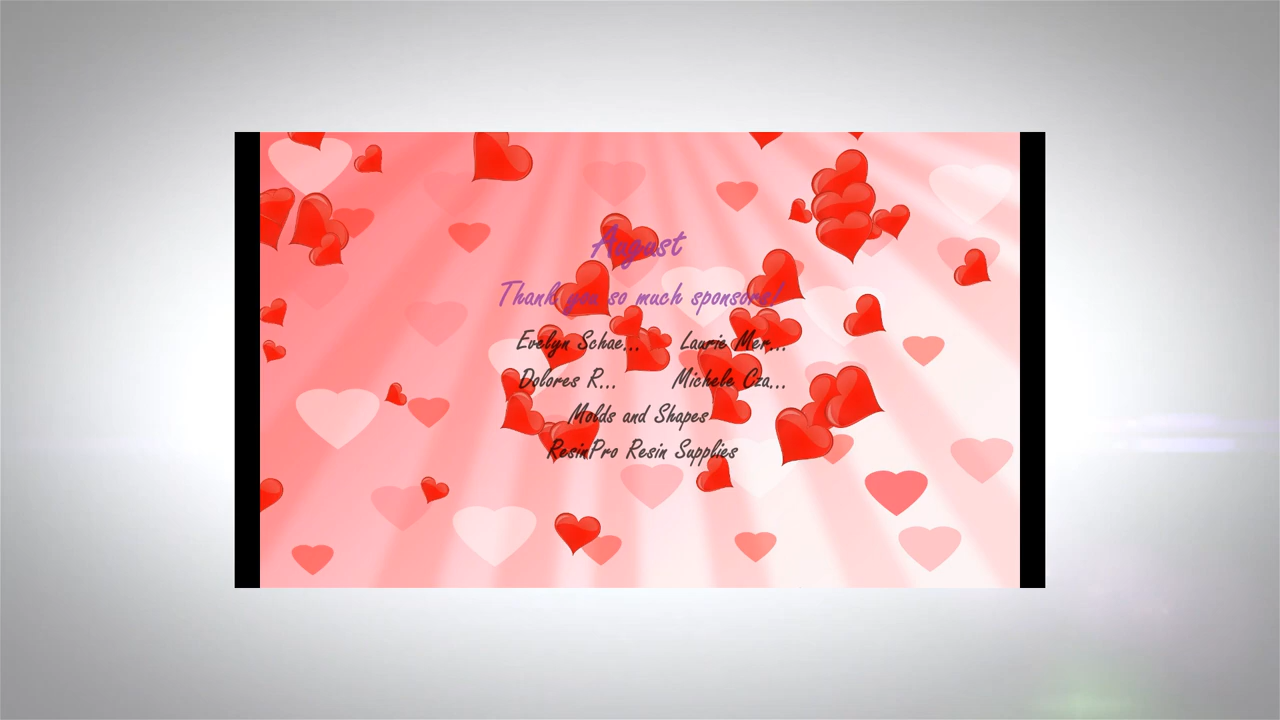 August
Thank you so much sponsors!
Evelyn Schae... Laurie Mer...
Dolores R... Michele Cza...
Molds and Shapes
ResinPro Resin Supplies